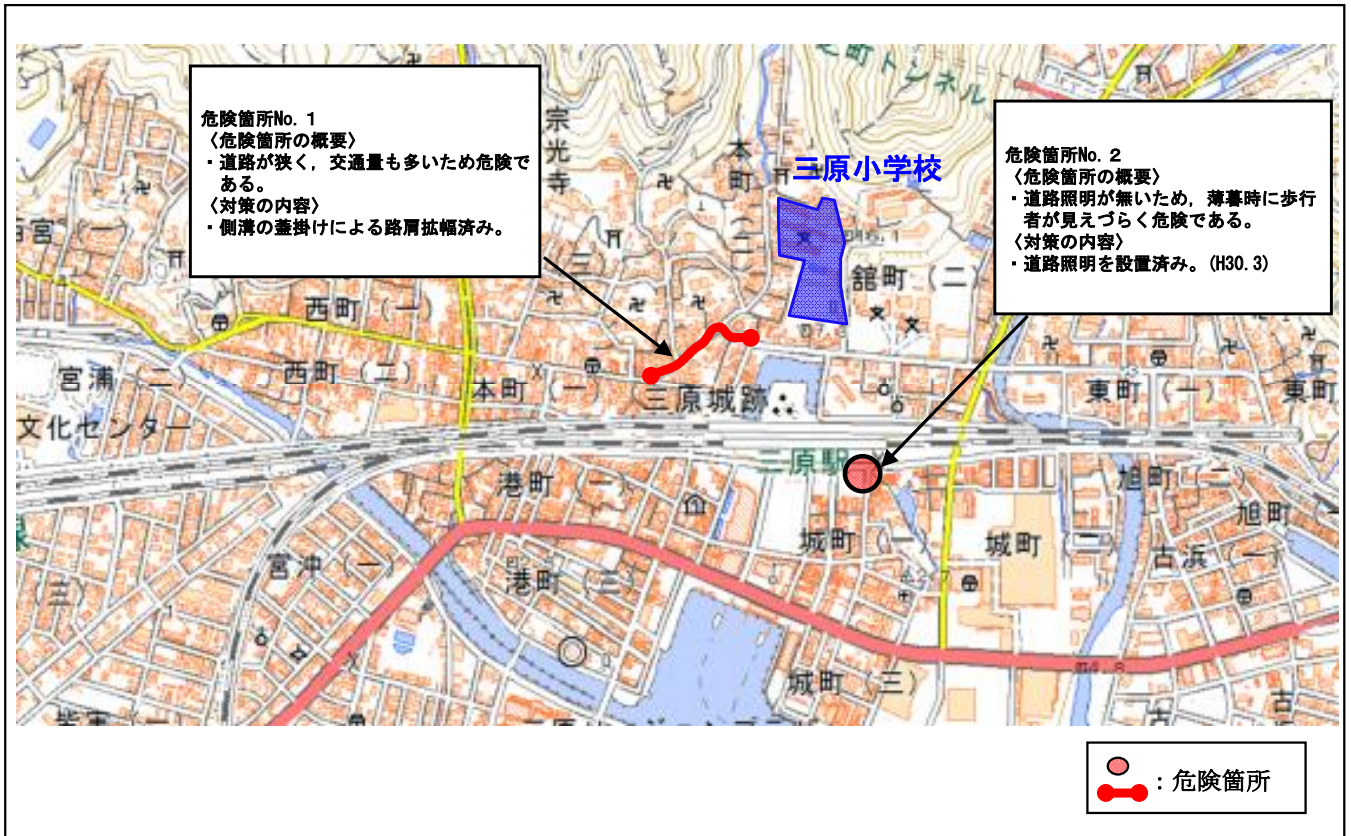 危険箇所No. 1
〈危険箇所の概要〉
・道路が狭く，交通量も多いため危険で
ある。
〈対策の内容〉
・側溝の蓋掛けによる路肩拡幅済み。
危険箇所No. 2
〈危険箇所の概要〉
・道路照明が無いため，薄暮時に歩行
者が見えづらく危険である。
〈対策の内容〉
・道路照明を設置済み。(H30.3)
三原小学校
町トンネル
宗光寺
本町(二)
舘町(二)
西町(一)
西町(二)
宮浦(二)
文化センター
本町(一)
三原城跡
東町(一)
東町
三原駅
港町(一)
港町(三)
宮沖(一)
城町(一)
城町
城町(三)
旭町(二)
旭町
古浜(一)
：危険箇所